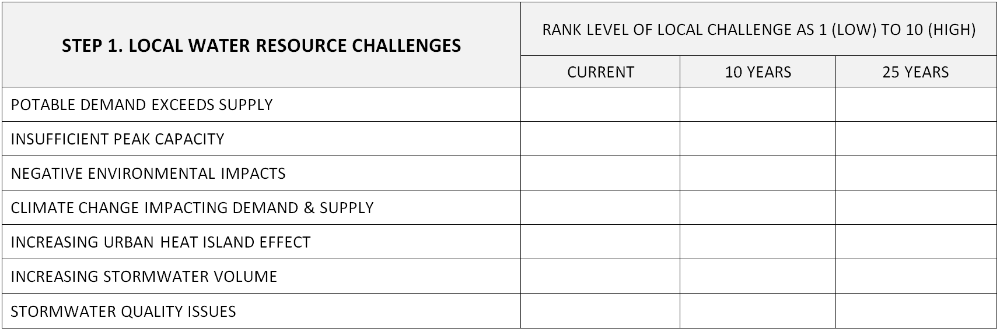 STEP 1. LOCAL WATER RESOURCE CHALLENGES
RANK LEVEL OF LOCAL CHALLENGE AS 1 (LOW) TO 10 (HIGH)
CURRENT
10 YEARS
25 YEARS
POTABLE DEMAND EXCEEDS SUPPLY
INSUFFICIENT PEAK CAPACITY
NEGATIVE ENVIRONMENTAL IMPACTS
CLIMATE CHANGE IMPACTING DEMAND & SUPPLY
INCREASING URBAN HEAT ISLAND EFFECT
INCREASING STORMWATER VOLUME
STORMWATER QUALITY ISSUES